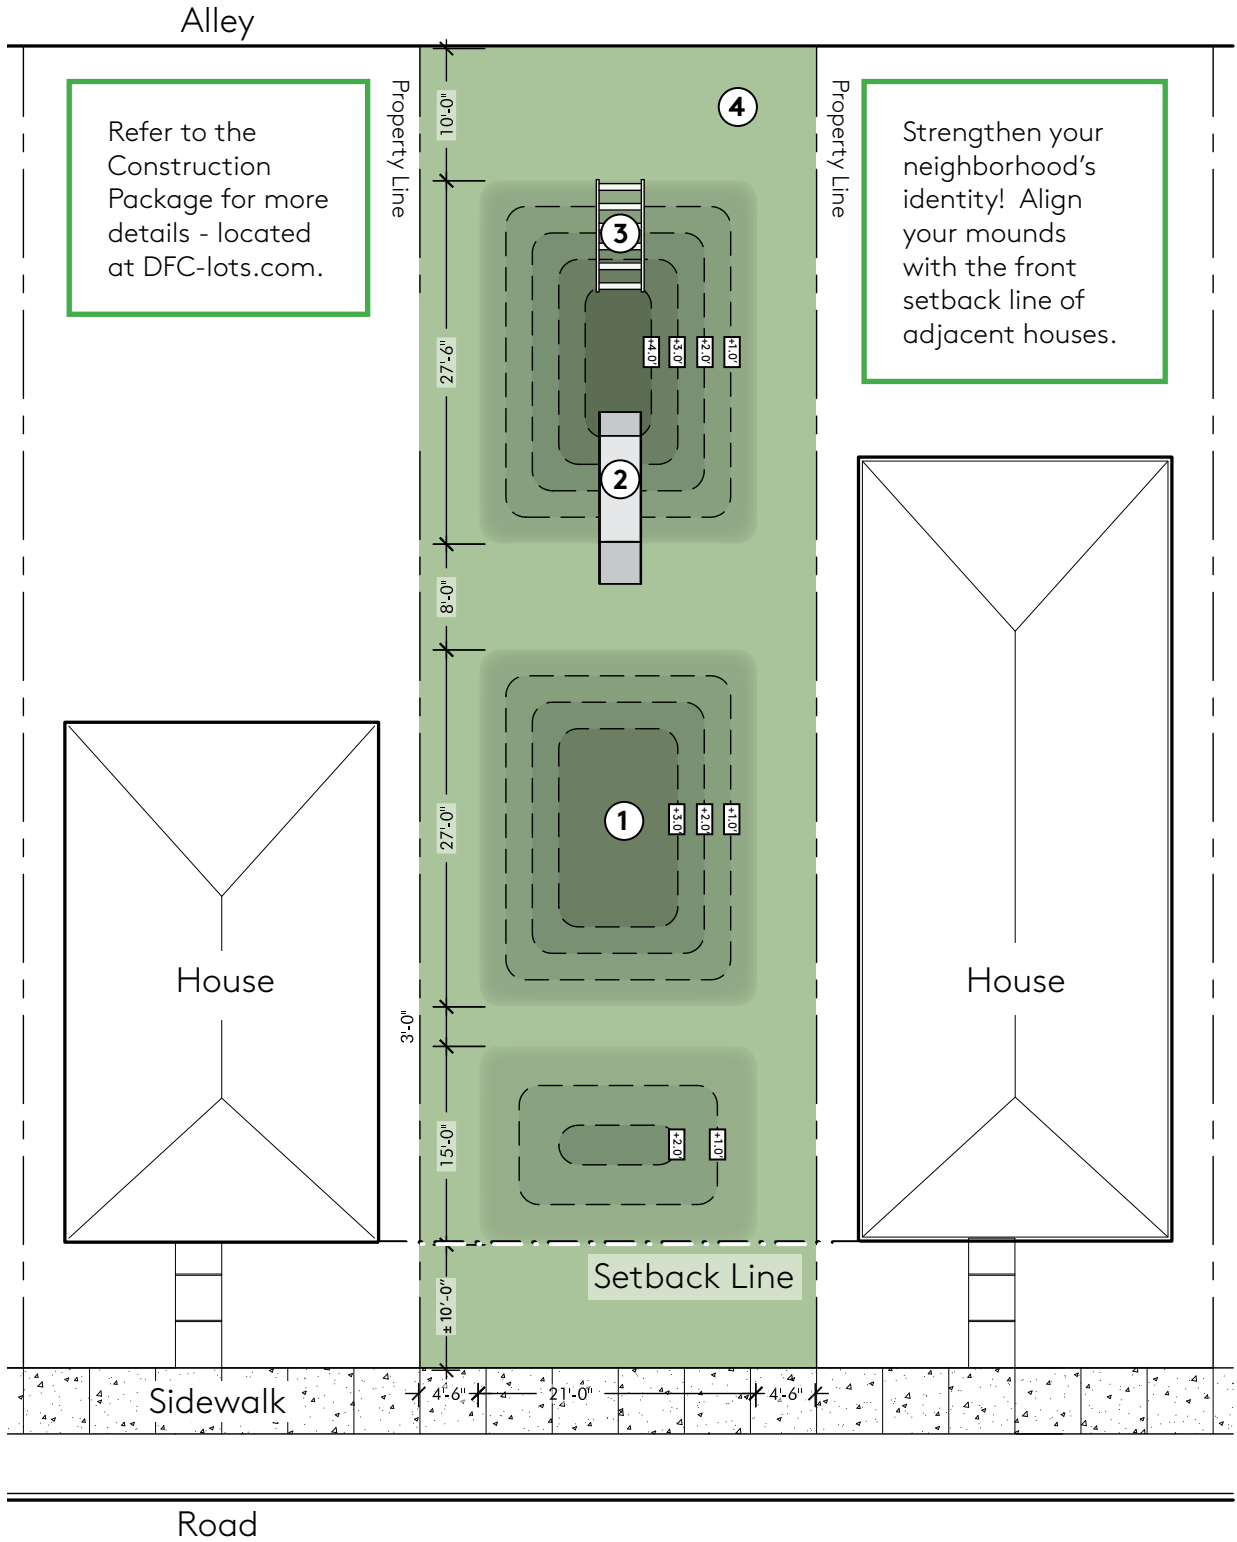 Alley
Refer to the
Construction
Package for more
details - located
at DFC-lots.com.
Property Line
10'-0"
4
Property Line
Strengthen your
neighborhood's
identity!  Align
your mounds
with the front
setback line of
adjacent houses.
3
27'-6"
+4.0'
+3.0'
+2.0'
+1.0'
2
8'-0"
27'-0"
1
+3.0'
+2.0'
+1.0'
House
House
3'-0"
15'-0"
+2.0'
+1.0'
Setback Line
± 10'-0"
Sidewalk
4'-6"
21'-0"
4'-6"
Road